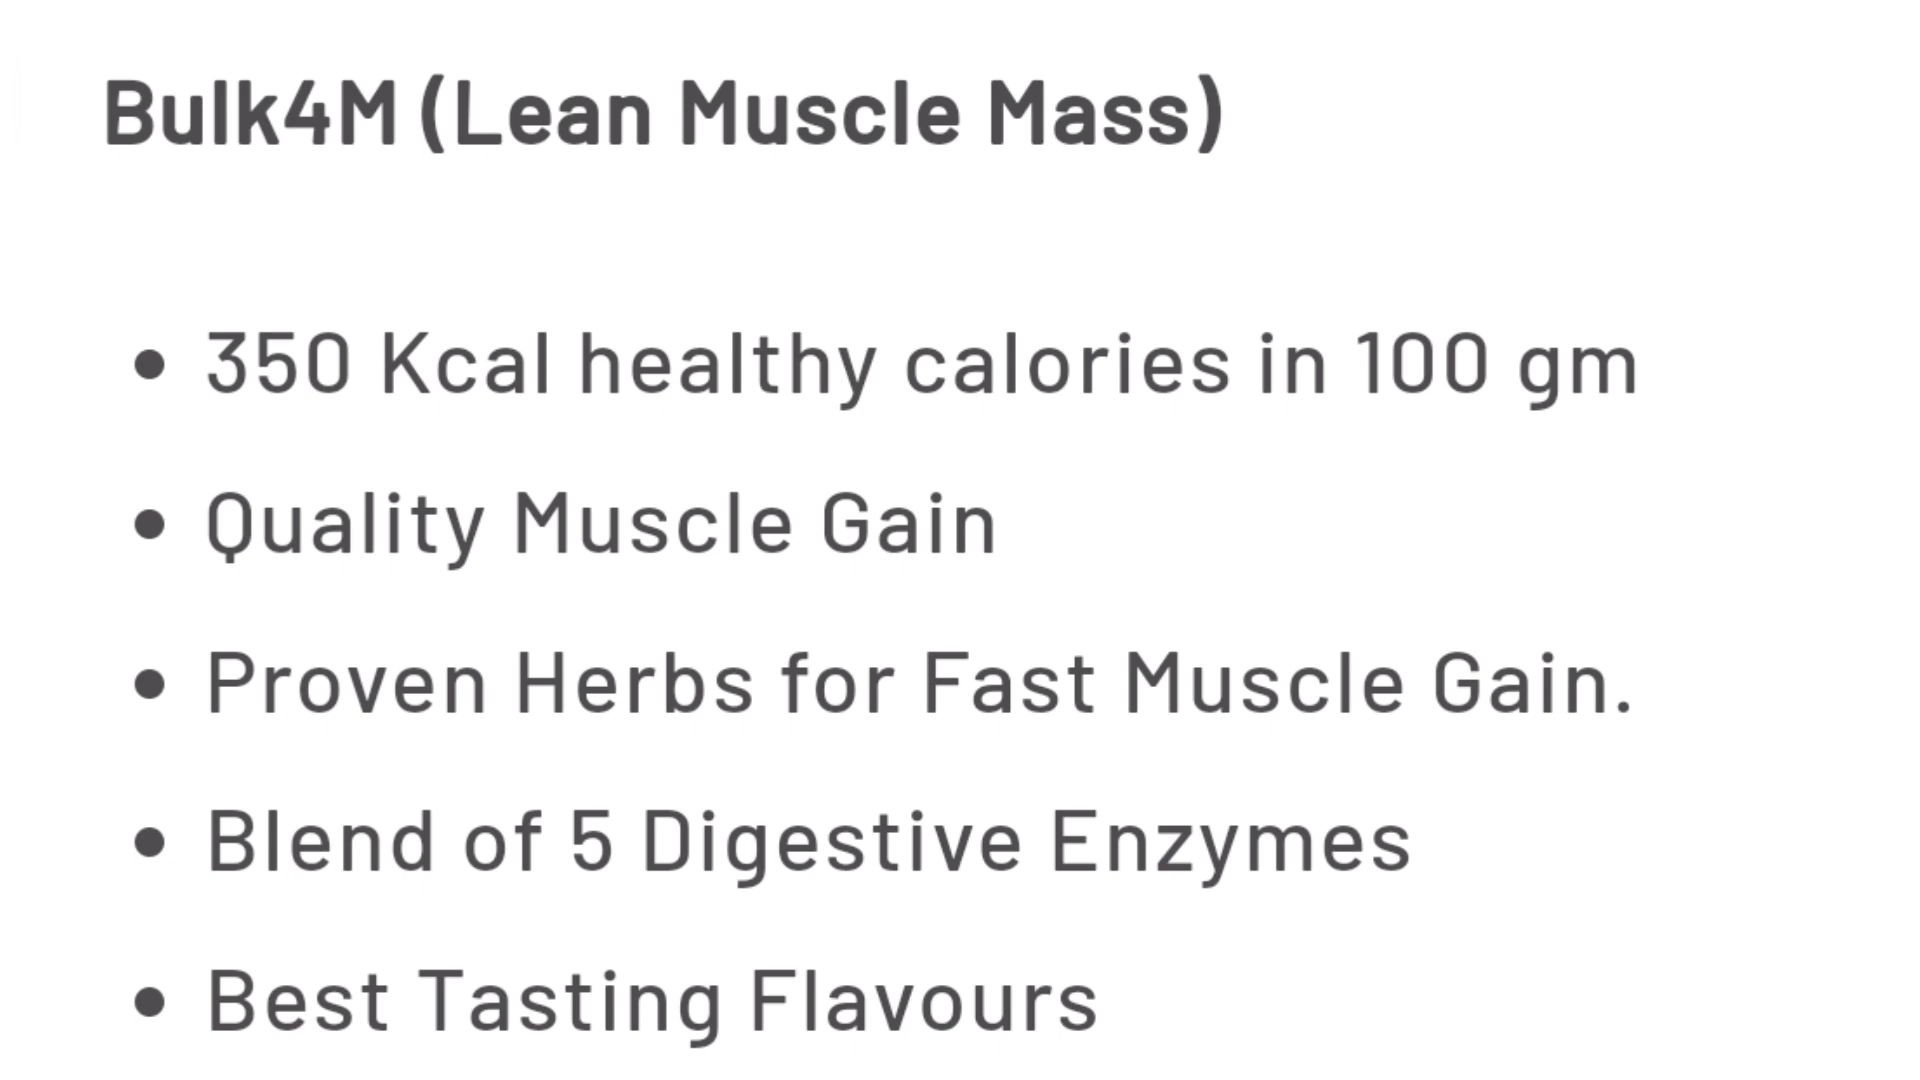 Bulk4M (Lean Muscle Mass)
• 350 Kcal healthy calories in 100 gm
• Quality Muscle Gain
• Proven Herbs for Fast Muscle Gain.
• Blend of 5 Digestive Enzymes
• Best Tasting Flavours